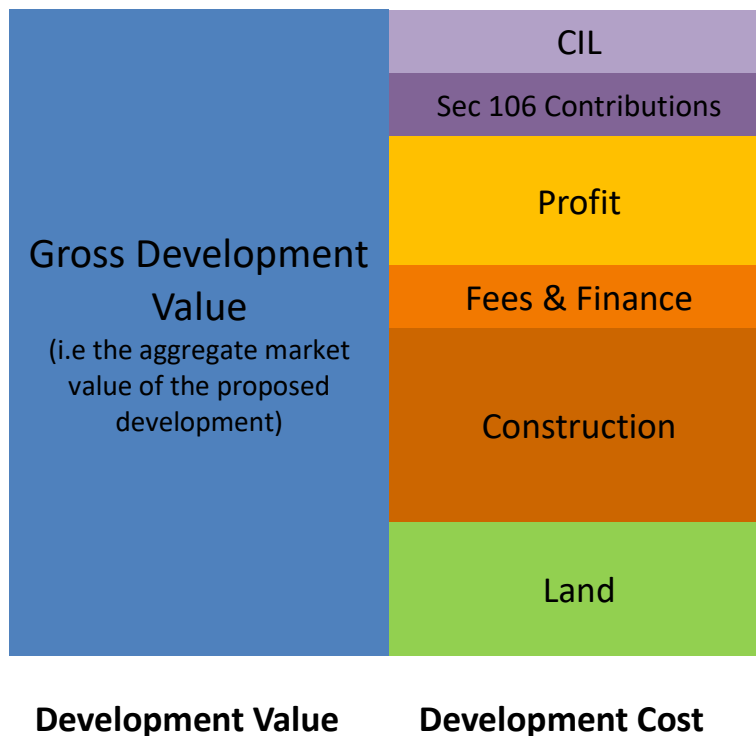 Gross Development
Value
(i.e the aggregate market
value of the proposed
development)
CIL
Sec 106 Contributions
Profit
Fees & Finance
Construction
Land
Development Value
Development Cost